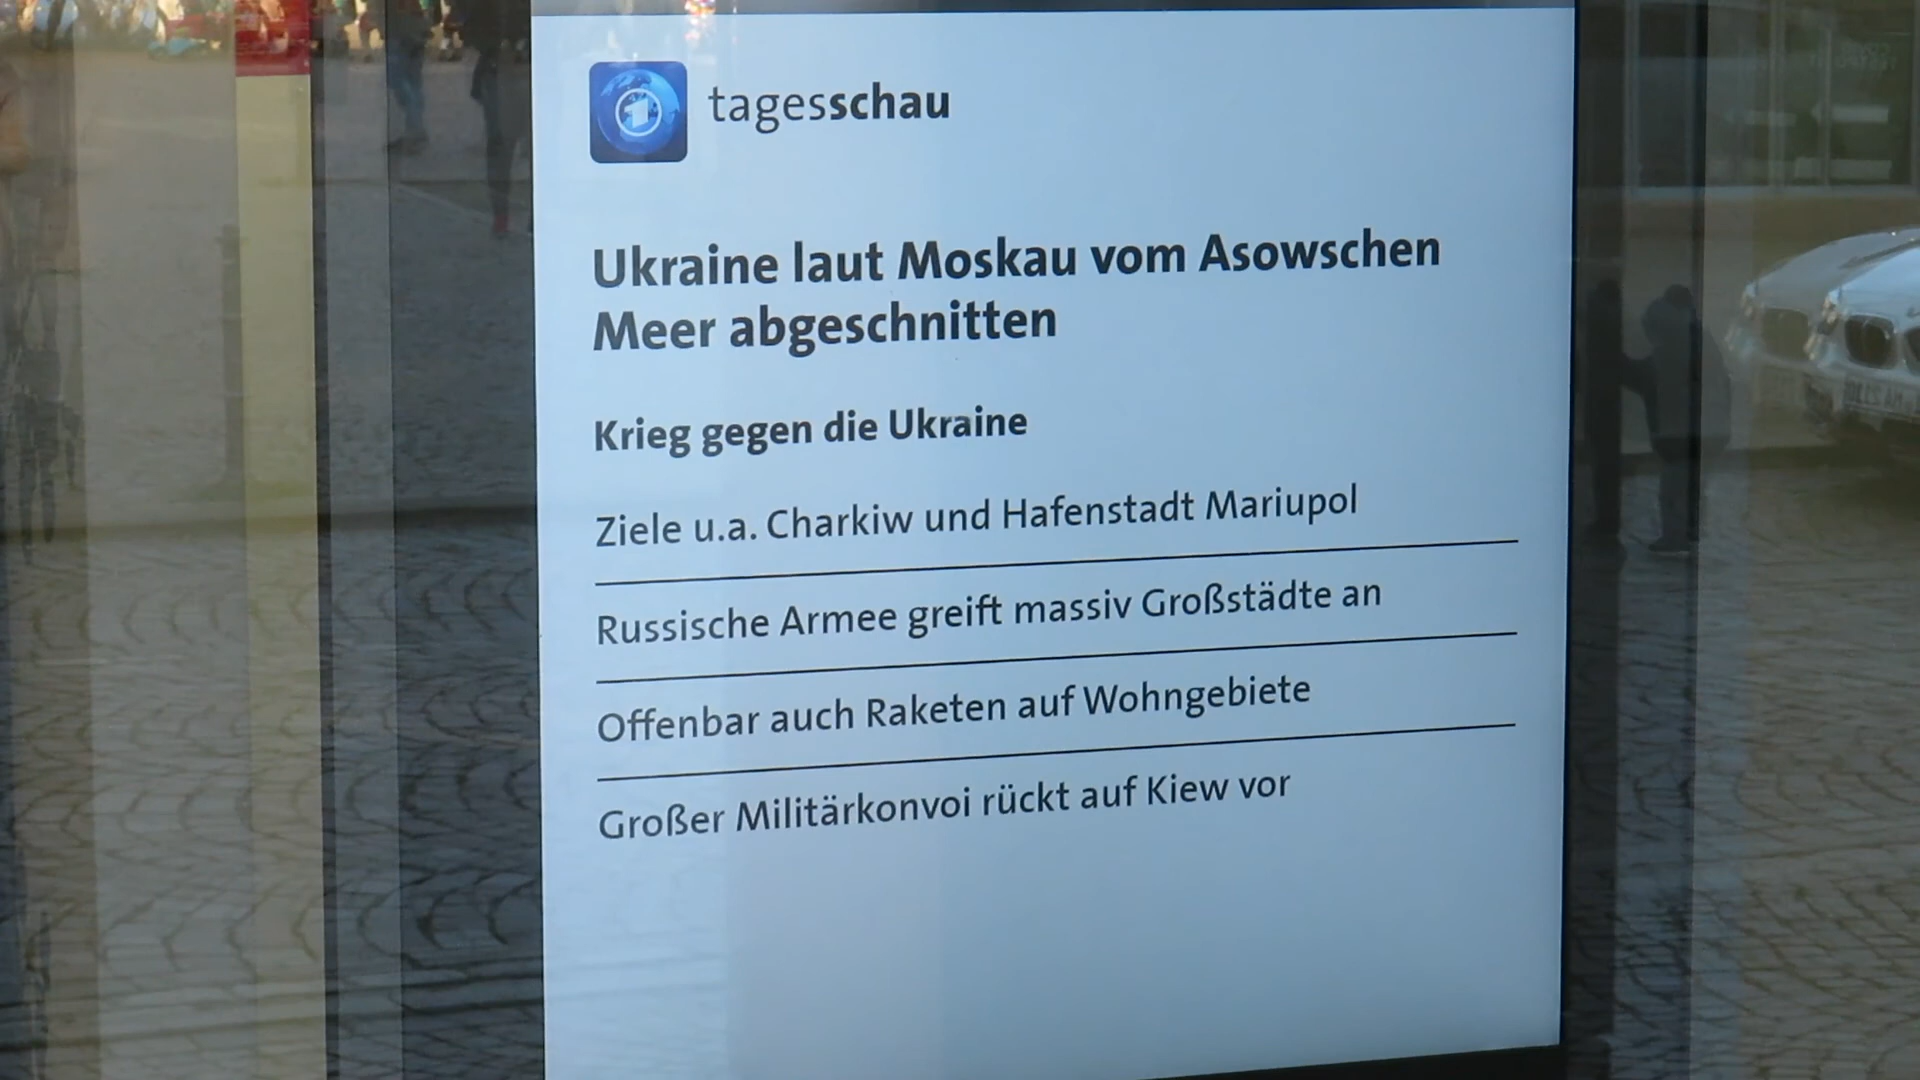 tagesschau
Ukraine laut Moskau vom Asowschen
Meer abgeschnitten
Krieg gegen die Ukraine
Ziele u.a. Charkiw und Hafenstadt Mariupol
Russische Armee greift massiv Großstädte an
Offenbar auch Raketen auf Wohngebiete
Großer Militärkonvoi rückt auf Kiew vor